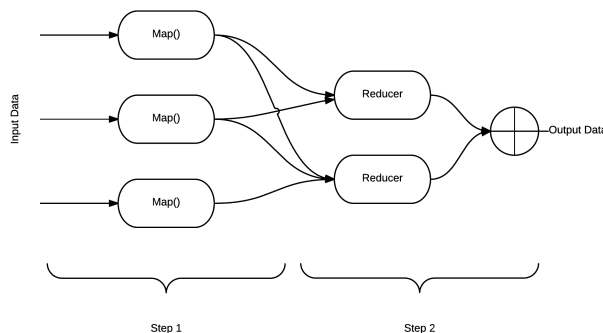 Input Data
Map()
Map()
Map()
Reducer
Reducer
Output Data
Step 1
Step 2